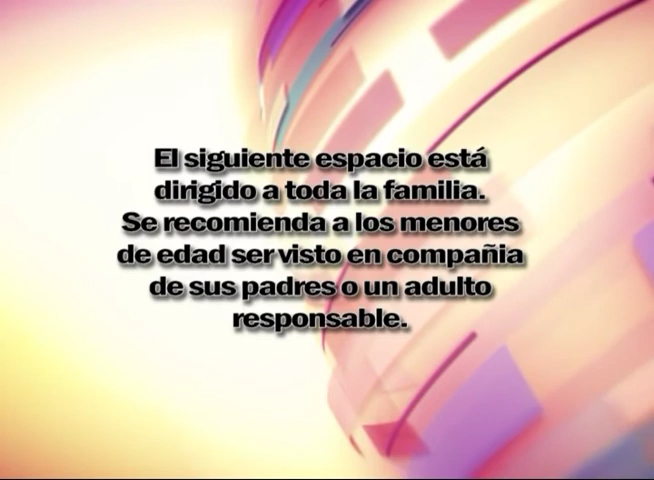 El siguiente espacio está
dirigido a toda la familia.
Se recomienda a los menores
de edad ser visto en compañia
de sus padres o un adulto
responsable.